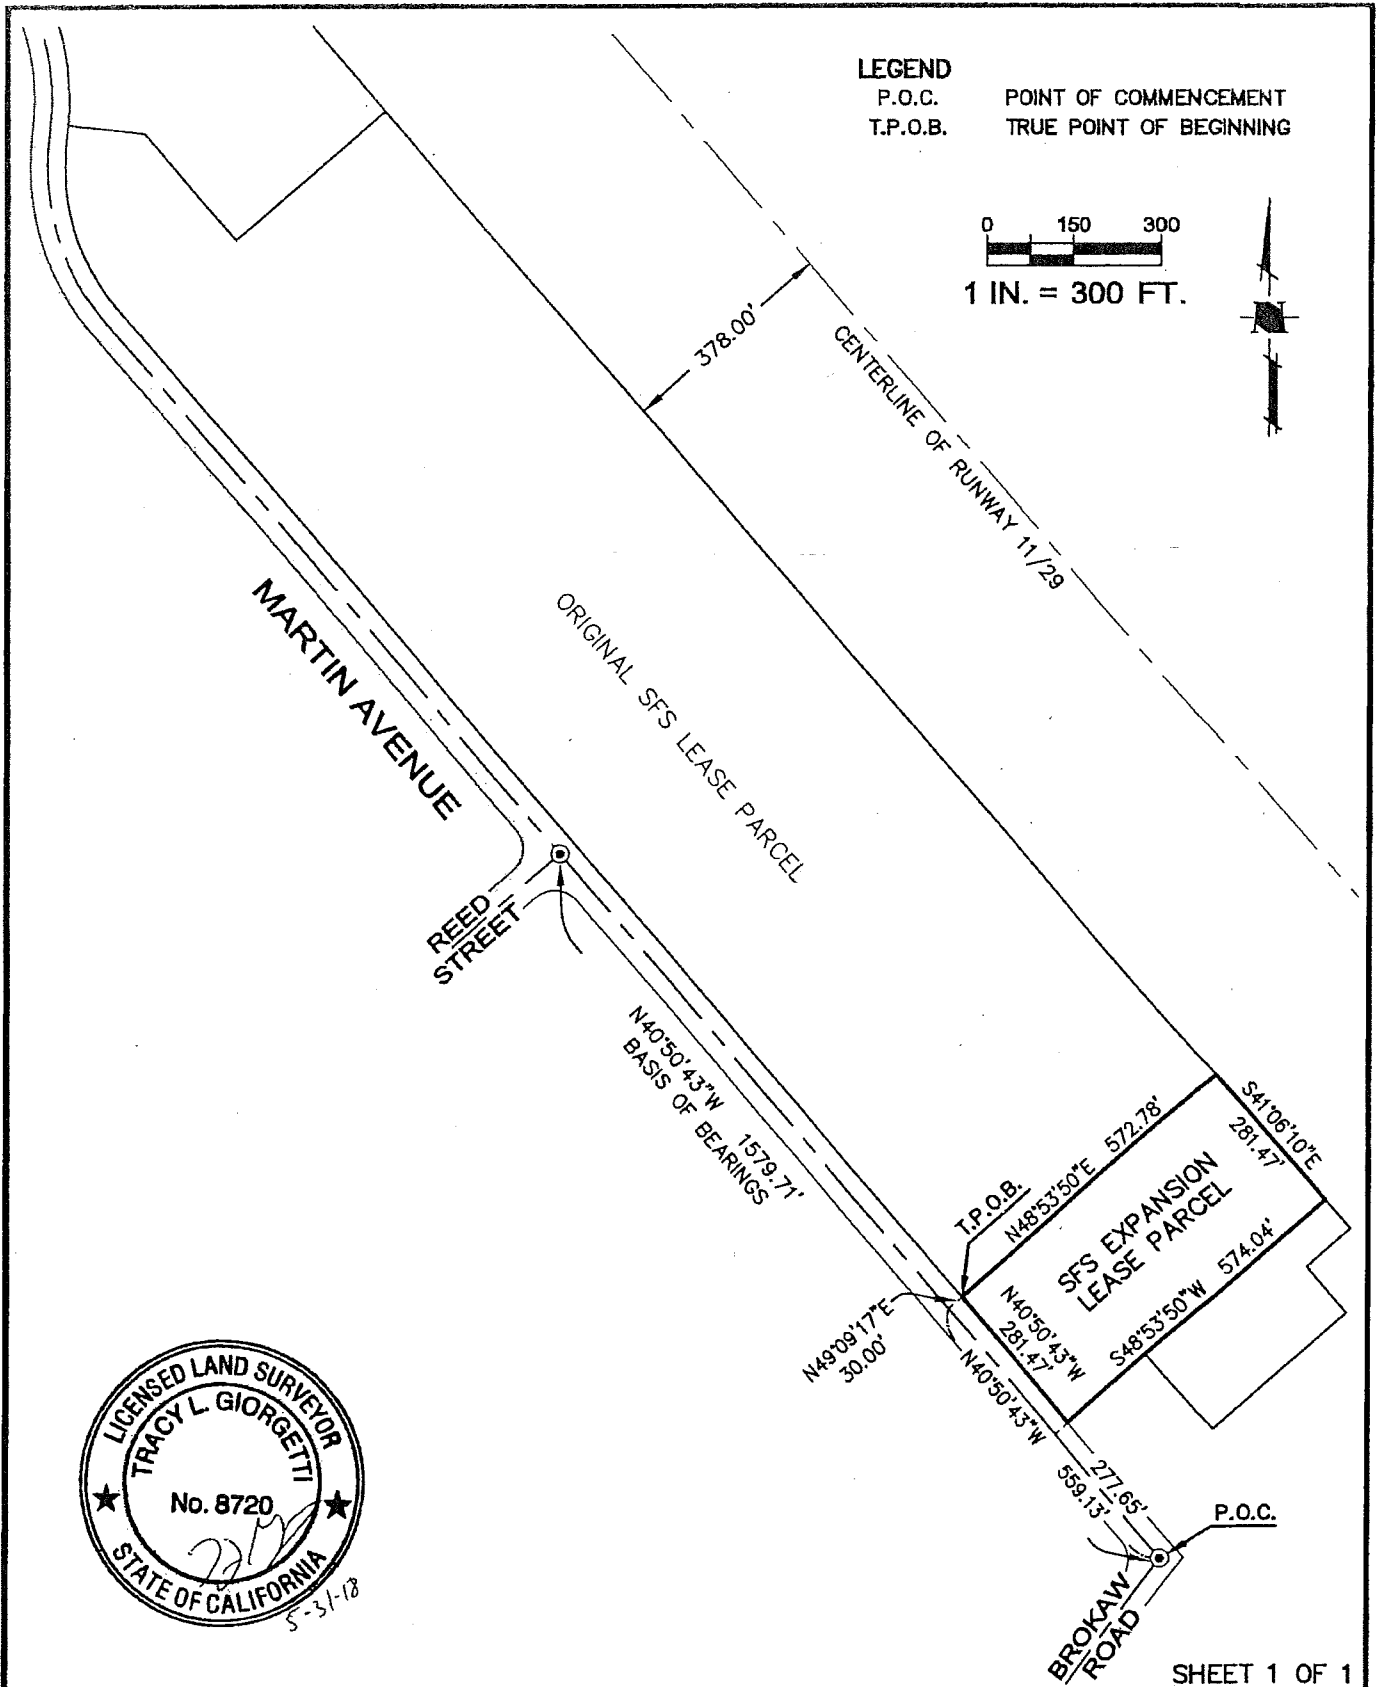 LEGEND
P.O.C. POINT OF COMMENCEMENT
T.P.O.B. TRUE POINT OF BEGINNING
0 150 300
1 IN. = 300 FT.
N
378.00'
CENTERLINE OF RUNWAY 11/29
ORIGINAL SFS LEASE PARCEL
MARTIN AVENUE
REED
STREET
N40°50'43"W 1579.71'
BASIS OF BEARINGS
T.P.O.B.
N48°53'50"E 572.78'
S41°06'10"E
281.47'
SFS EXPANSION
LEASE PARCEL
N40°50'43"W
281.47'
S48°53'50"W 574.04'
N49°09'17"E
30.00'
N40°50'43"W
559.13'
277.65'
P.O.C.
BROKAW
ROAD
LICENSED LAND SURVEYOR
TRACY L. GIORGETTI
No. 8720
STATE OF CALIFORNIA
5-31-18
SHEET 1 OF 1